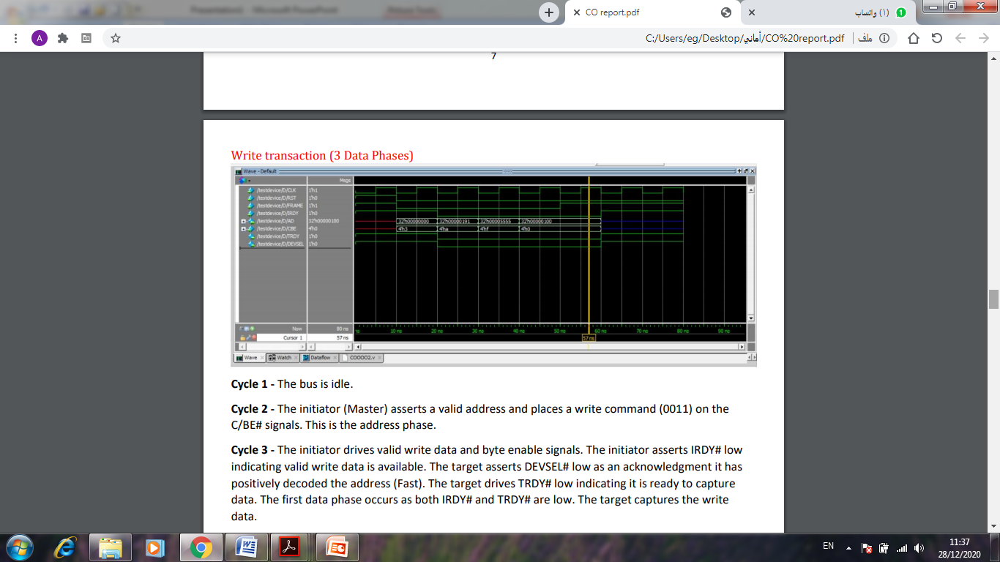 Presentation1 - Microsoft PowerPoint
Picture Tools
CO report.pdf
(١) واتساب
1
A
C:/Users/eg/Desktop/أماني/CO%20report.pdf
ملف
7
Write transaction (3 Data Phases)
Wave - Default
Msgs
/testdevice/D/CLK 1'h1
/testdevice/D/RST 1'h0
/testdevice/D/FRAME 1'h1
/testdevice/D/IRDY 1'h0
/testdevice/D/AD 32'h00000100 32'h00000000 32'h00000191 32'h00005555 32'h00000100
/testdevice/D/CBE 4'h0 4'h3 4'ha 4'hf 4'h0
/testdevice/D/TRDY 1'h0
/testdevice/D/DEVSEL 1'h0
Now 80 ns ns 10 ns 20 ns 30 ns 40 ns 50 ns 60 ns 70 ns 80 ns 90 ns
Cursor 1 57 ns 57 ns
Wave Watch Dataflow COOOO2.v
Cycle 1 - The bus is idle.
Cycle 2 - The initiator (Master) asserts a valid address and places a write command (0011) on the
C/BE# signals. This is the address phase.
Cycle 3 - The initiator drives valid write data and byte enable signals. The initiator asserts IRDY# low
indicating valid write data is available. The target asserts DEVSEL# low as an acknowledgment it has
positively decoded the address (Fast). The target drives TRDY# low indicating it is ready to capture
data. The first data phase occurs as both IRDY# and TRDY# are low. The target captures the write
data.
EN
11:37
28/12/2020